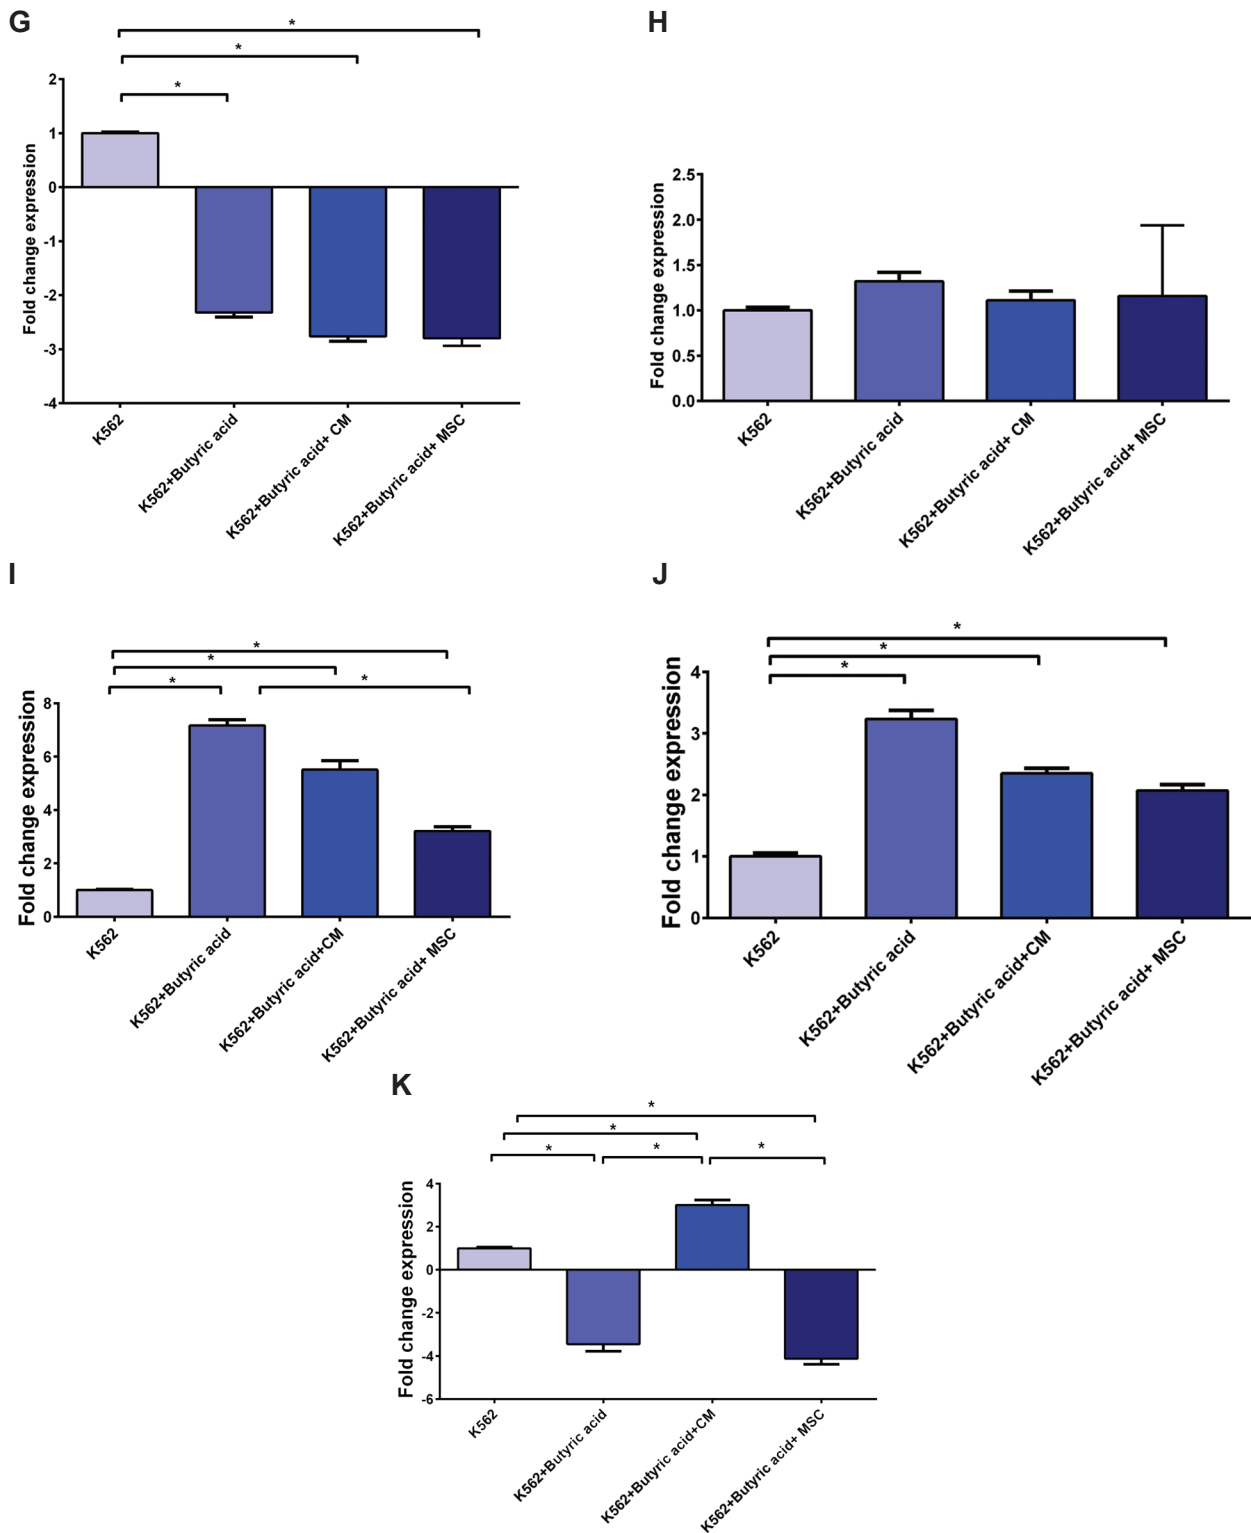 G
*
*
*
2
1
0
-1
-2
-3
-4
Fold change expression
K562
K562+Butyric acid
K562+Butyric acid+ CM
K562+Butyric acid+ MSC
H
2.5
2.0
1.5
1.0
0.5
0.0
Fold change expression
K562
K562+Butyric acid
K562+Butyric acid+ CM
K562+Butyric acid+ MSC
I
*
*
*
*
8
6
4
2
0
Fold change expression
K562
K562+Butyric acid
K562+Butyric acid+CM
K562+Butyric acid+ MSC
J
*
*
*
4
3
2
1
0
Fold change expression
K562
K562+Butyric acid
K562+Butyric acid+CM
K562+Butyric acid+ MSC
K
*
*
*
*
*
4
2
0
-2
-4
-6
Fold change expression
K562
K562+Butyric acid
K562+Butyric acid+CM
K562+Butyric acid+ MSC